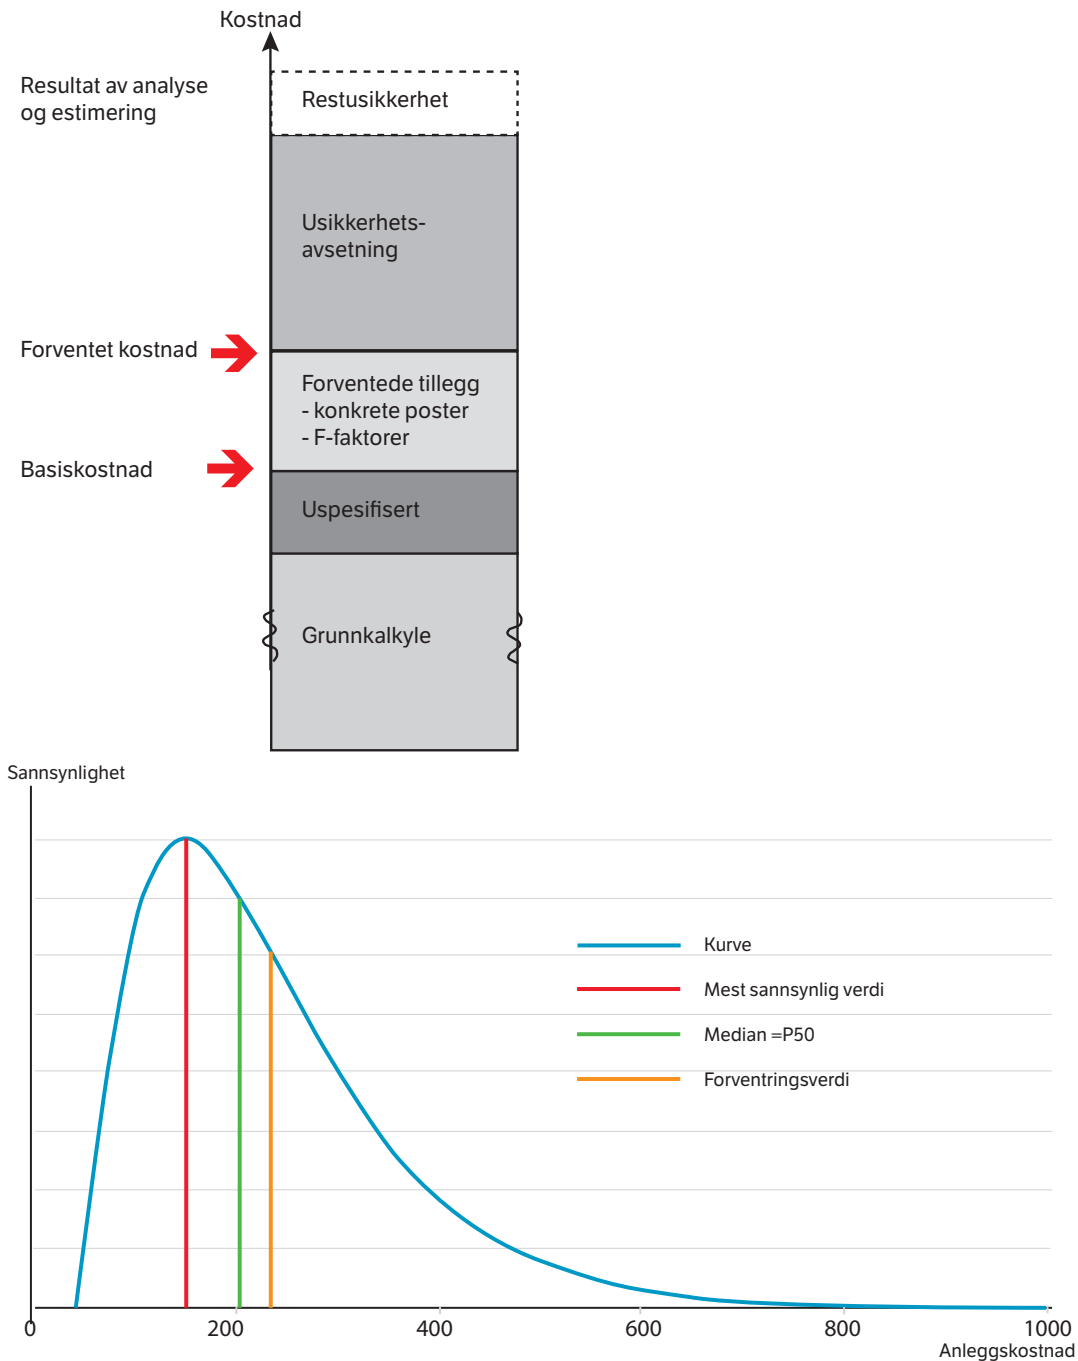 Kostnad
Resultat av analyse
og estimering
Restusikkerhet
Usikkerhets-
avsetning
Forventet kostnad
Forventede tillegg
- konkrete poster
- F-faktorer
Basiskostnad
Uspesifisert
Grunnkalkyle
Sannsynlighet
Kurve
Mest sannsynlig verdi
Median =P50
Forventringsverdi
0 200 400 600 800 1000
Anleggskostnad